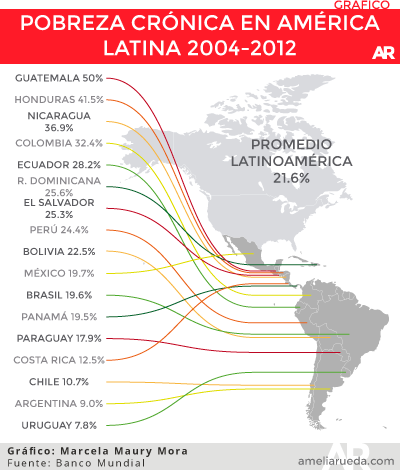 GRÁFICO
POBREZA CRÓNICA EN AMÉRICA
LATINA 2004-2012
AR
GUATEMALA 50%
HONDURAS 41.5%
NICARAGUA
36.9%
COLOMBIA 32.4%
ECUADOR 28.2%
R. DOMINICANA
25.6%
EL SALVADOR
25.3%
PERÚ 24.4%
BOLIVIA 22.5%
MÉXICO 19.7%
BRASIL 19.6%
PANAMÁ 19.5%
PARAGUAY 17.9%
COSTA RICA 12.5%
CHILE 10.7%
ARGENTINA 9.0%
URUGUAY 7.8%
PROMEDIO
LATINOAMÉRICA
21.6%
Gráfico: Marcela Maury Mora
Fuente: Banco Mundial
AR
ameliarueda.com